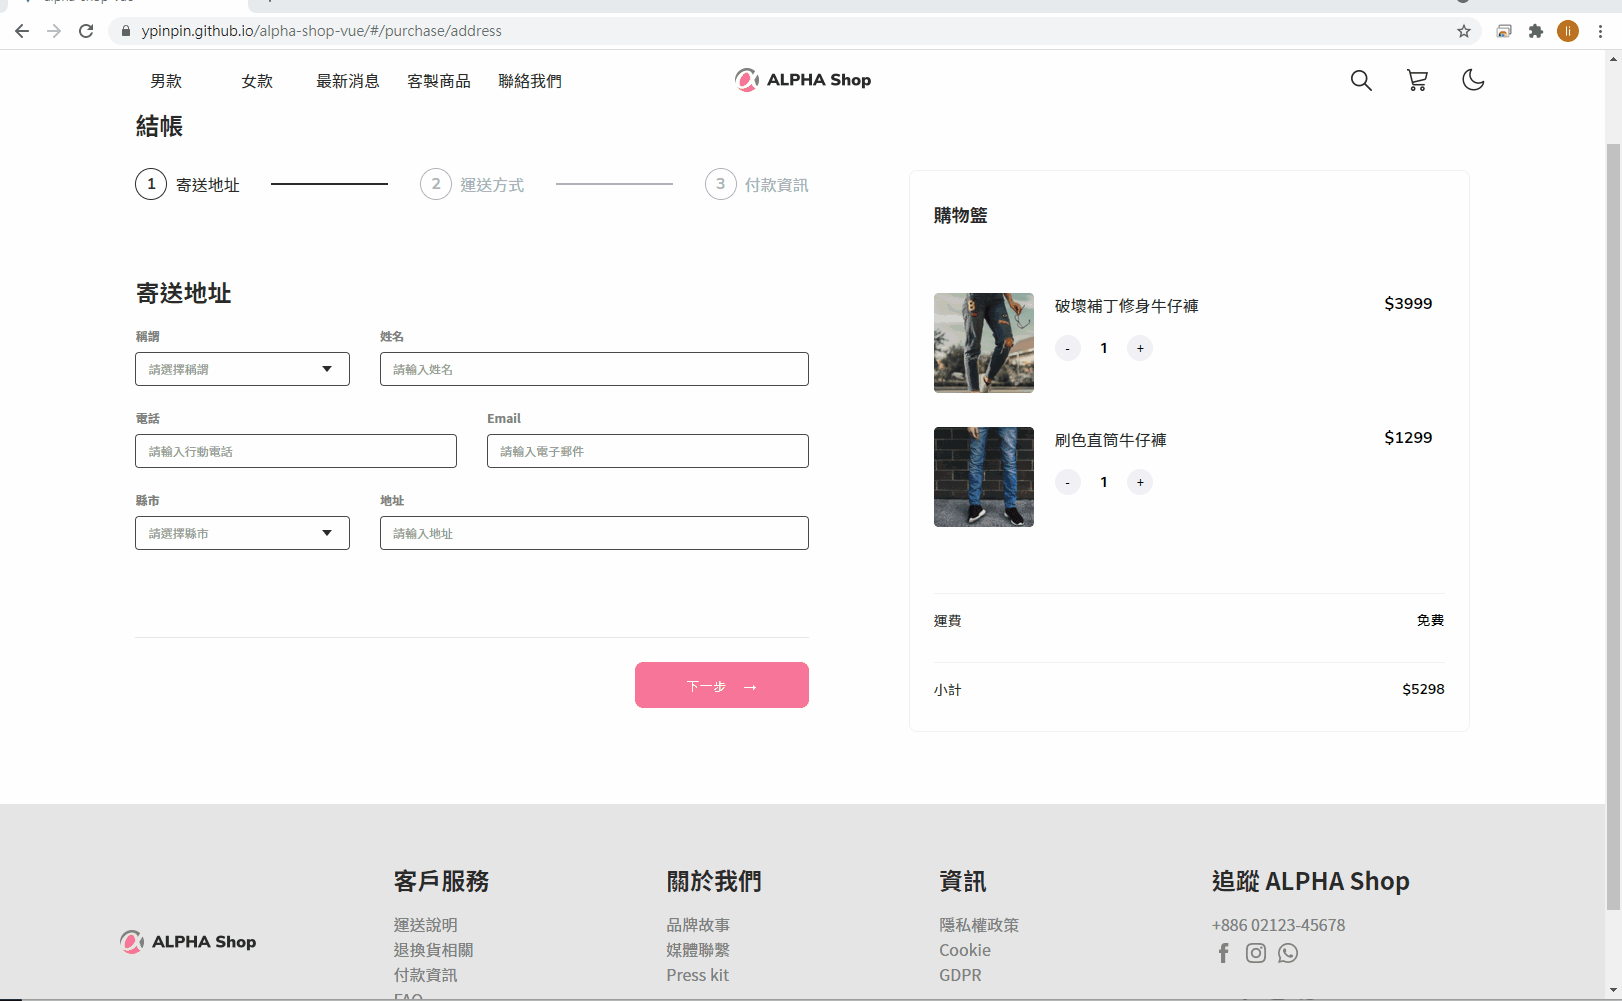 ypinpin.github.io/alpha-shop-vue/#/purchase/address
li
男款 女款 最新消息 客製商品 聯絡我們
ALPHA Shop
結帳
1 寄送地址 2 運送方式 3 付款資訊
寄送地址
稱謂 姓名
請選擇稱謂 請輸入姓名
電話 Email
請輸入行動電話 請輸入電子郵件
縣市 地址
請選擇縣市 請輸入地址
下一步 →
購物籃
破壞補丁修身牛仔褲 $3999
- 1 +
刷色直筒牛仔褲 $1299
- 1 +
運費 免費
小計 $5298
ALPHA Shop
客戶服務
運送說明
退換貨相關
付款資訊
FAQ
關於我們
品牌故事
媒體聯繫
Press kit
資訊
隱私權政策
Cookie
GDPR
追蹤 ALPHA Shop
+886 02123-45678